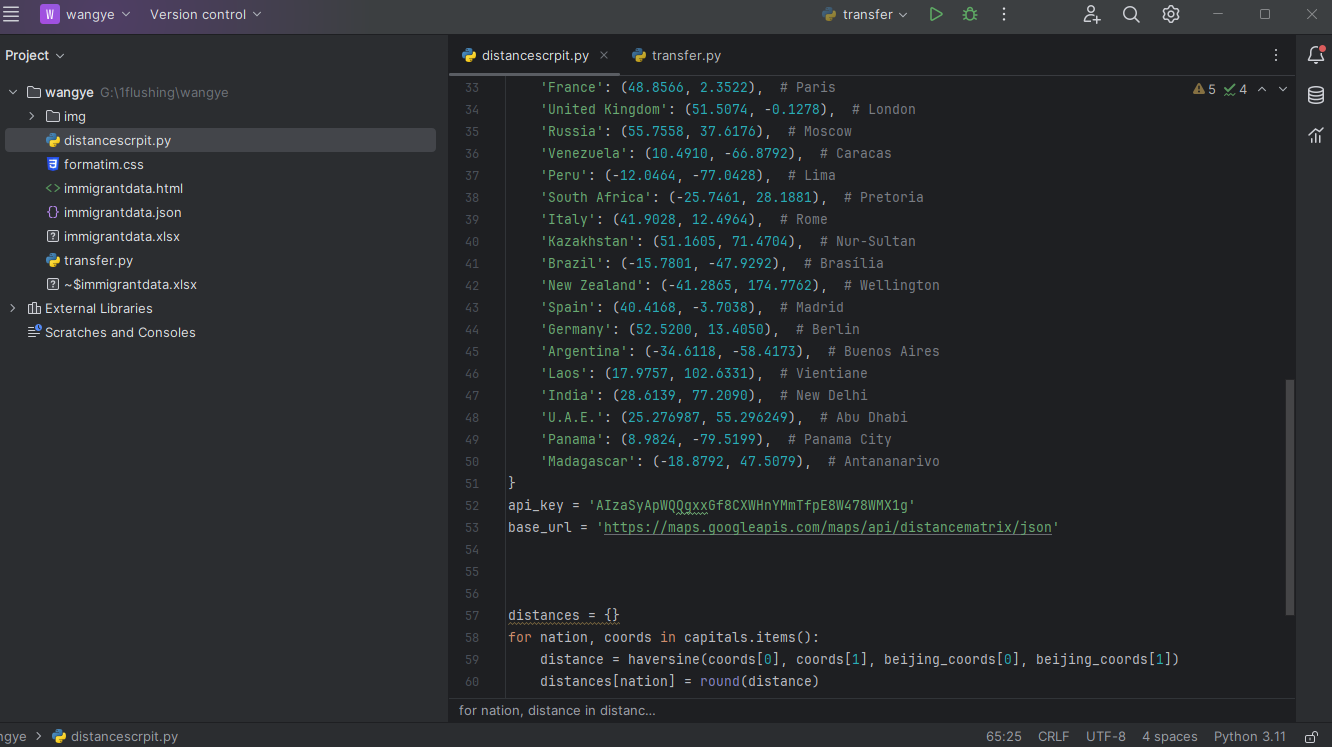 W wangye Version control transfer
Project
distancescrpit.py transfer.py
wangye G:\1flushing\wangye
img
distancescrpit.py
formatim.css
immigrantdata.html
immigrantdata.json
immigrantdata.xlsx
transfer.py
~$immigrantdata.xlsx
External Libraries
Scratches and Consoles
5 4
33 'France': (48.8566, 2.3522), # Paris
34 'United Kingdom': (51.5074, -0.1278), # London
35 'Russia': (55.7558, 37.6176), # Moscow
36 'Venezuela': (10.4910, -66.8792), # Caracas
37 'Peru': (-12.0464, -77.0428), # Lima
38 'South Africa': (-25.7461, 28.1881), # Pretoria
39 'Italy': (41.9028, 12.4964), # Rome
40 'Kazakhstan': (51.1605, 71.4704), # Nur-Sultan
41 'Brazil': (-15.7801, -47.9292), # Brasília
42 'New Zealand': (-41.2865, 174.7762), # Wellington
43 'Spain': (40.4168, -3.7038), # Madrid
44 'Germany': (52.5200, 13.4050), # Berlin
45 'Argentina': (-34.6118, -58.4173), # Buenos Aires
46 'Laos': (17.9757, 102.6331), # Vientiane
47 'India': (28.6139, 77.2090), # New Delhi
48 'U.A.E.': (25.276987, 55.296249), # Abu Dhabi
49 'Panama': (8.9824, -79.5199), # Panama City
50 'Madagascar': (-18.8792, 47.5079), # Antananarivo
51 }
52 api_key = 'AIzaSyApWQQgxxGf8CXWHnYMmTfpE8W478WMX1g'
53 base_url = 'https://maps.googleapis.com/maps/api/distancematrix/json'
54
55
56
57 distances = {}
58 for nation, coords in capitals.items():
59 distance = haversine(coords[0], coords[1], beijing_coords[0], beijing_coords[1])
60 distances[nation] = round(distance)
for nation, distance in distanc...
ngye distancescrpit.py 65:25 CRLF UTF-8 4 spaces Python 3.11